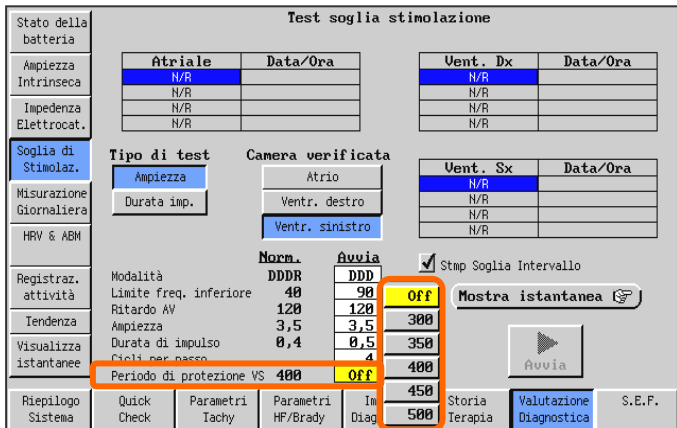 Test soglia stimolazione
Stato della
batteria
Ampiezza
Intrinseca
Impedenza
Elettrocat.
Soglia di
Stimolaz.
Misurazione
Giornaliera
HRV & ABM
Registraz.
attività
Tendenza
Visualizza
istantanee
Atriale Data/Ora
N/R
N/R
N/R
N/R
Vent. Dx Data/Ora
N/R
N/R
N/R
N/R
Tipo di test
Ampiezza
Durata imp.
Camera verificata
Atrio
Ventr. destro
Ventr. sinistro
Vent. Sx Data/Ora
N/R
N/R
N/R
N/R
Norm. Avvia
Modalità DDDR DDD
Limite freq. inferiore 40 90
Ritardo AV 120 120
Ampiezza 3,5 3,5
Durata di impulso 0,4 0,5
Cicli per passo 4
Periodo di protezione VS 400 Off
Off
300
350
400
450
500
Stmp Soglia Intervallo
Mostra istantanea
Avvia
Riepilogo
Sistema
Quick
Check
Parametri
Tachy
Parametri
HF/Brady
Im
Diag
Storia
Terapia
Valutazione
Diagnostica
S.E.F.